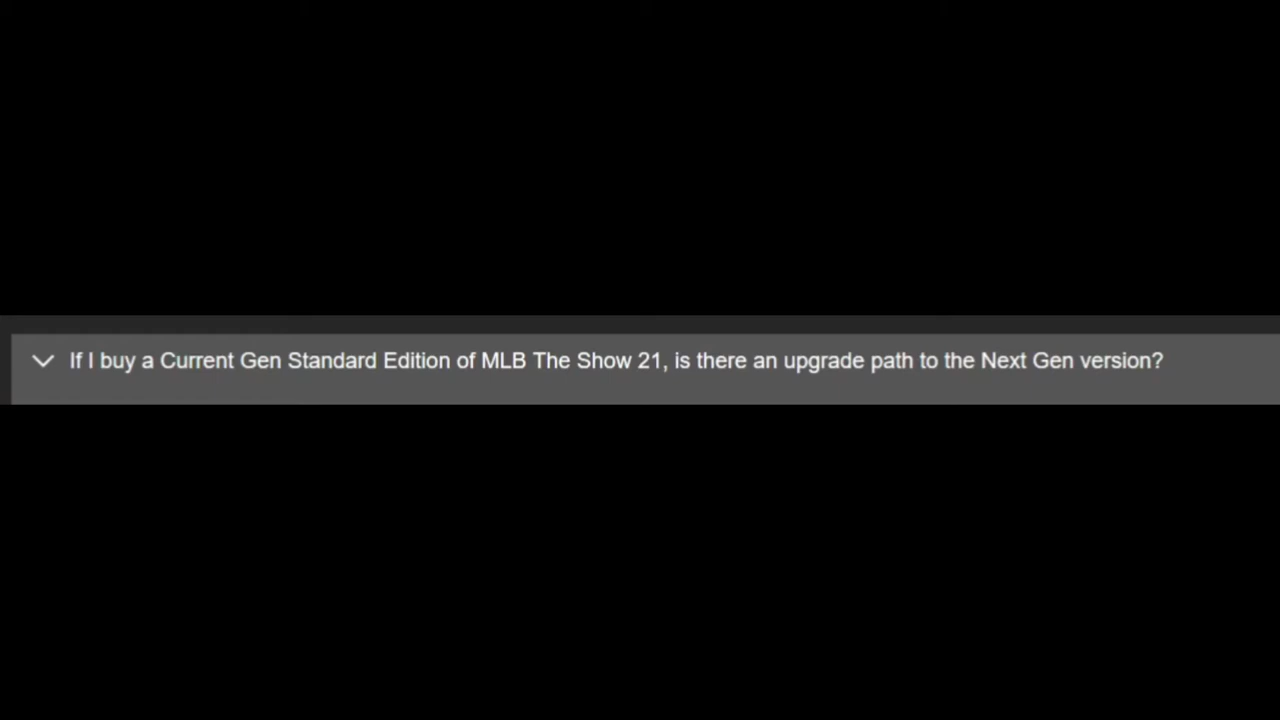 If I buy a Current Gen Standard Edition of MLB The Show 21, is there an upgrade path to the Next Gen version?